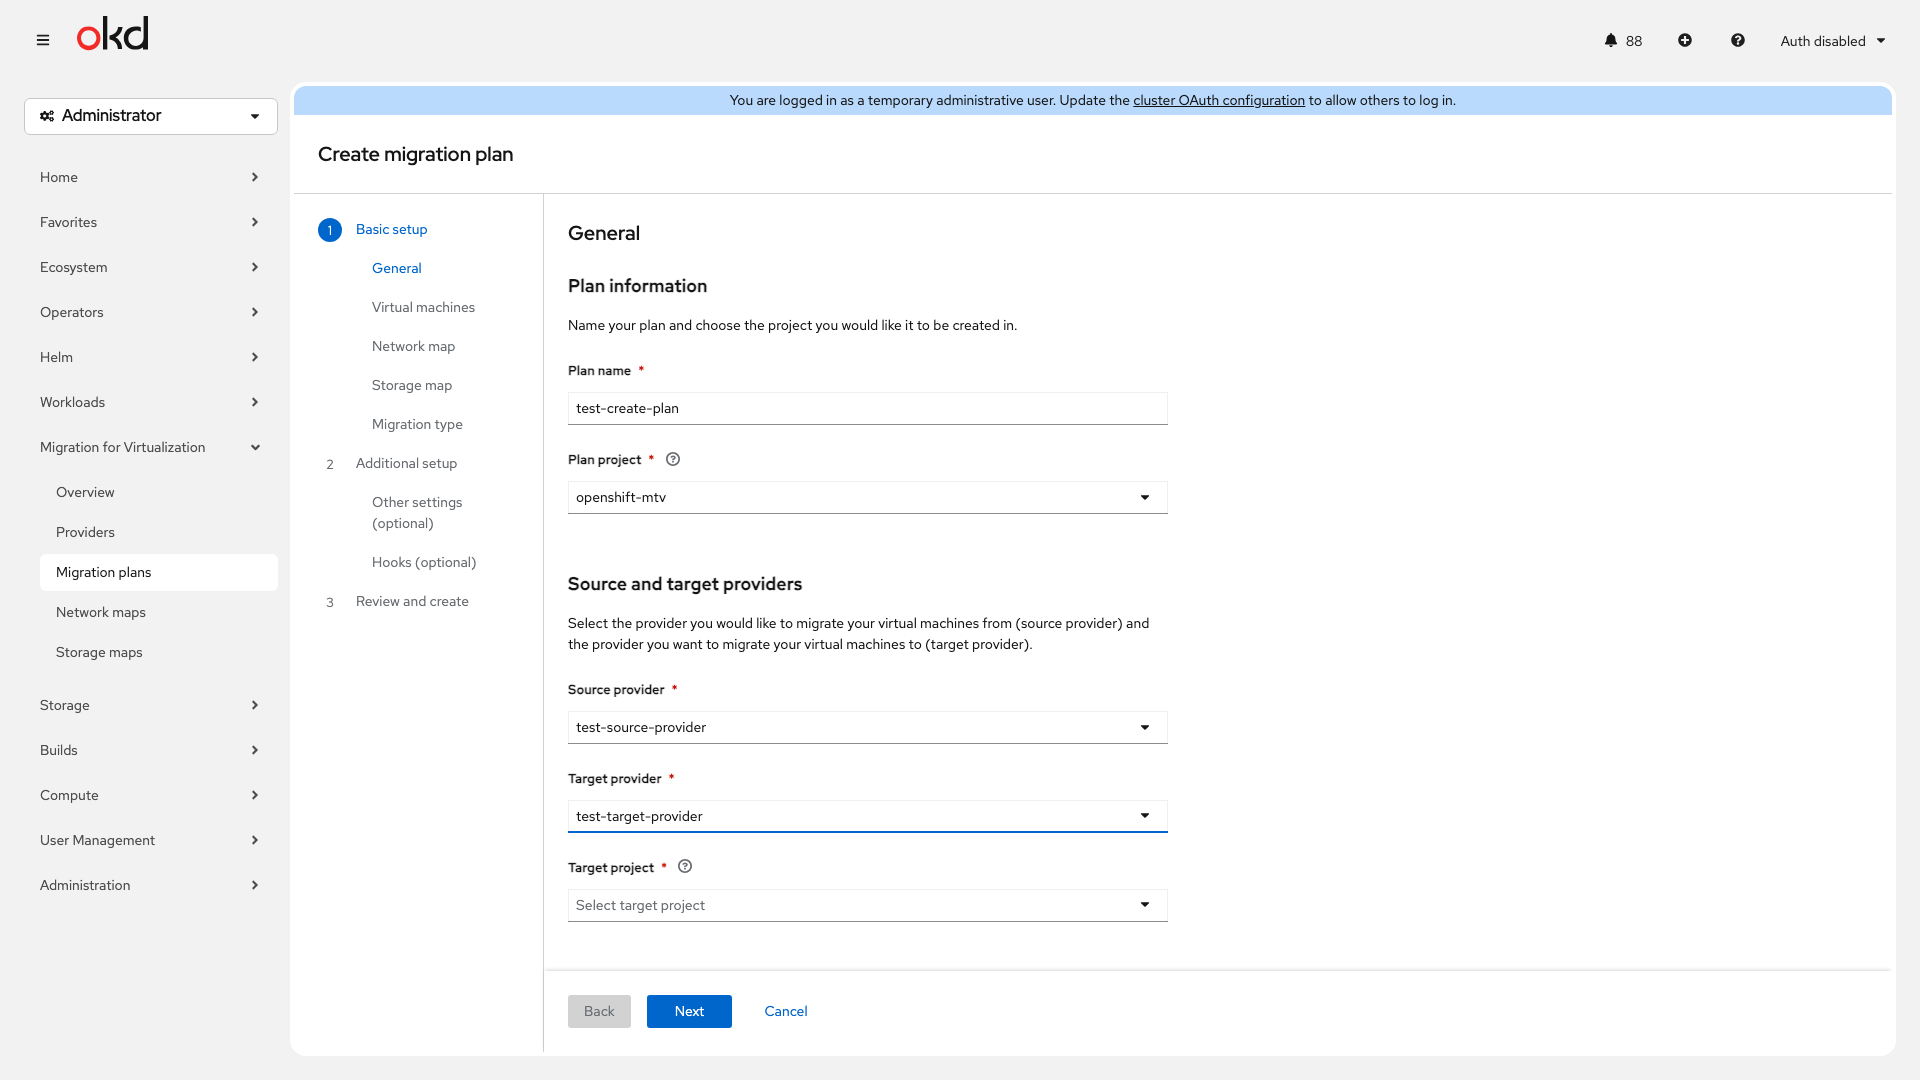 okd
88
Auth disabled
Administrator
You are logged in as a temporary administrative user. Update the cluster OAuth configuration to allow others to log in.
Home
Favorites
Ecosystem
Operators
Helm
Workloads
Migration for Virtualization
Overview
Providers
Migration plans
Network maps
Storage maps
Storage
Builds
Compute
User Management
Administration
Create migration plan
1 Basic setup
General
Virtual machines
Network map
Storage map
Migration type
2 Additional setup
Other settings
(optional)
Hooks (optional)
3 Review and create
General
Plan information
Name your plan and choose the project you would like it to be created in.
Plan name *
test-create-plan
Plan project *
openshift-mtv
Source and target providers
Select the provider you would like to migrate your virtual machines from (source provider) and
the provider you want to migrate your virtual machines to (target provider).
Source provider *
test-source-provider
Target provider *
test-target-provider
Target project *
Select target project
Back
Next
Cancel